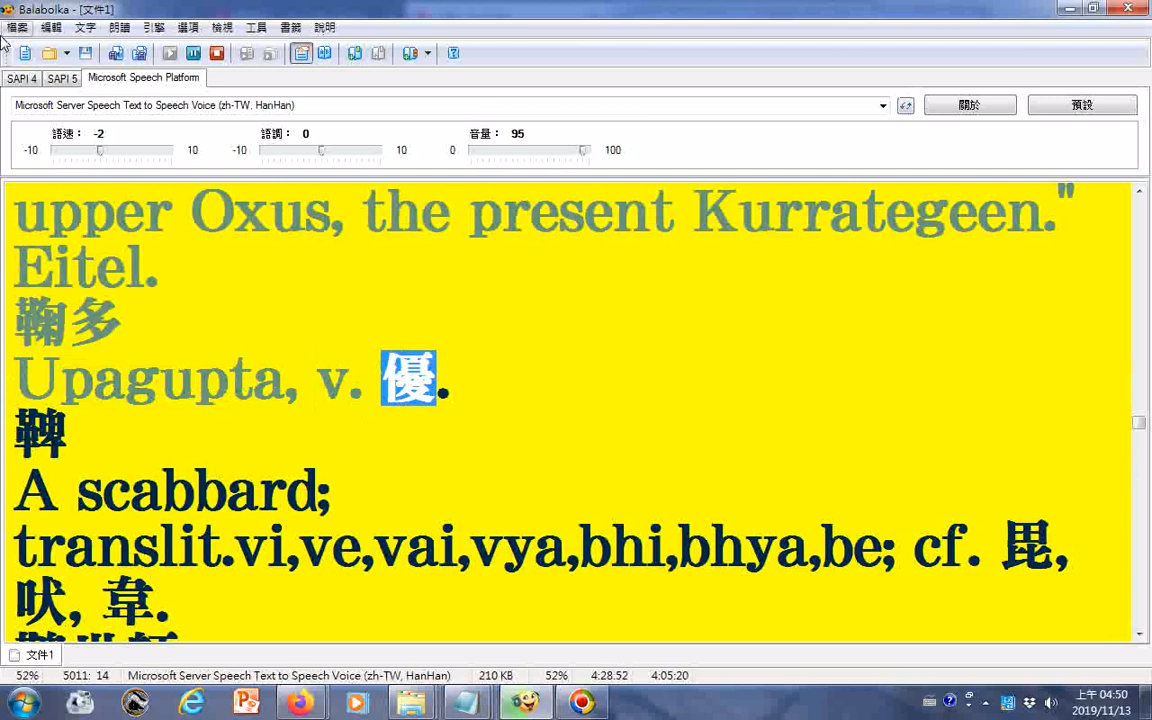 Balabolka - [文件1]
檔案 編輯 文字 朗讀 引擎 選項 檢視 工具 書籤 說明
SAPI 4 SAPI 5 Microsoft Speech Platform
Microsoft Server Speech Text to Speech Voice (zh-TW, HanHan) 關於 預設
語速： -2 語調： 0 音量： 95
-10 10 -10 10 0 100
upper Oxus, the present Kurrategeen."
Eitel.
鞠多
Upagupta, v. 優.
鞞
A scabbard;
translit.vi,ve,vai,vya,bhi,bhya,be; cf. 毘,
吠, 韋.
文件1
52% 5011: 14 Microsoft Server Speech Text to Speech Voice (zh-TW, HanHan) 210 KB 52% 4:28:52 4:05:20
上午 04:50
2019/11/13